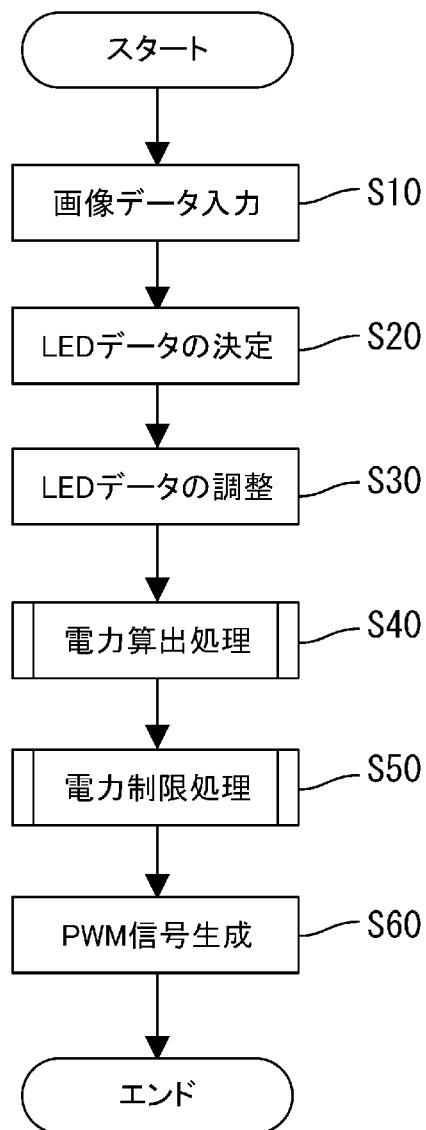 スタート
画像データ入力 S10
LEDデータの決定 S20
LEDデータの調整 S30
電力算出処理 S40
電力制限処理 S50
PWM信号生成 S60
エンド